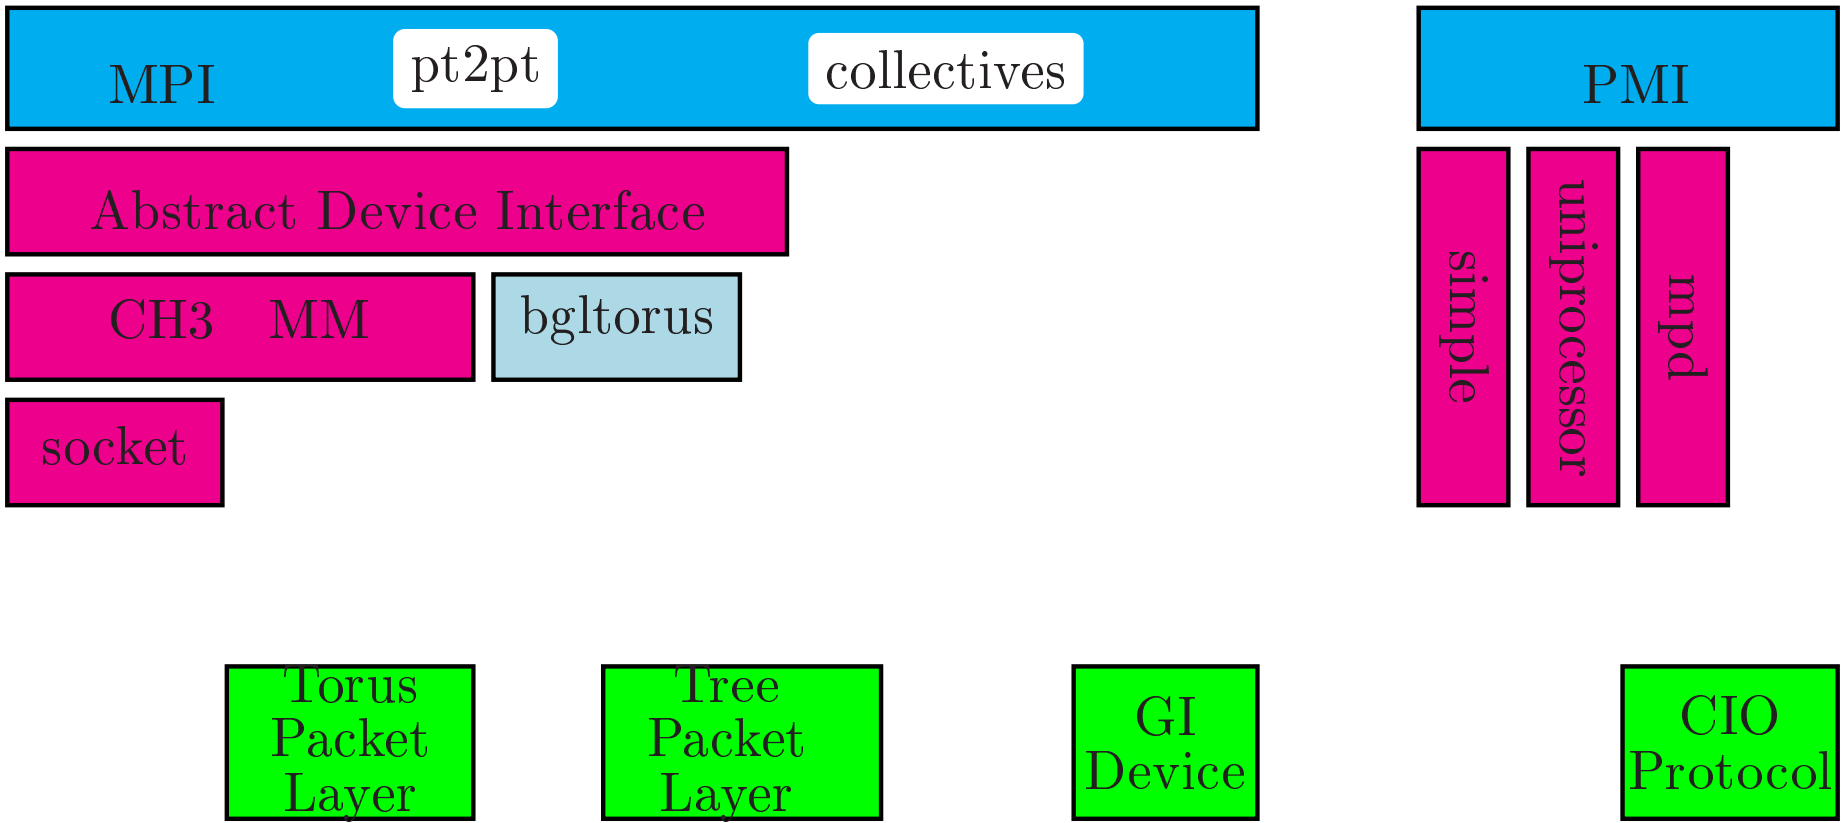 MPI
pt2pt
collectives
PMI
Abstract Device Interface
CH3 MM
bgltorus
socket
simple
uniprocessor
mpd
Torus
Packet
Layer
Tree
Packet
Layer
GI
Device
CIO
Protocol